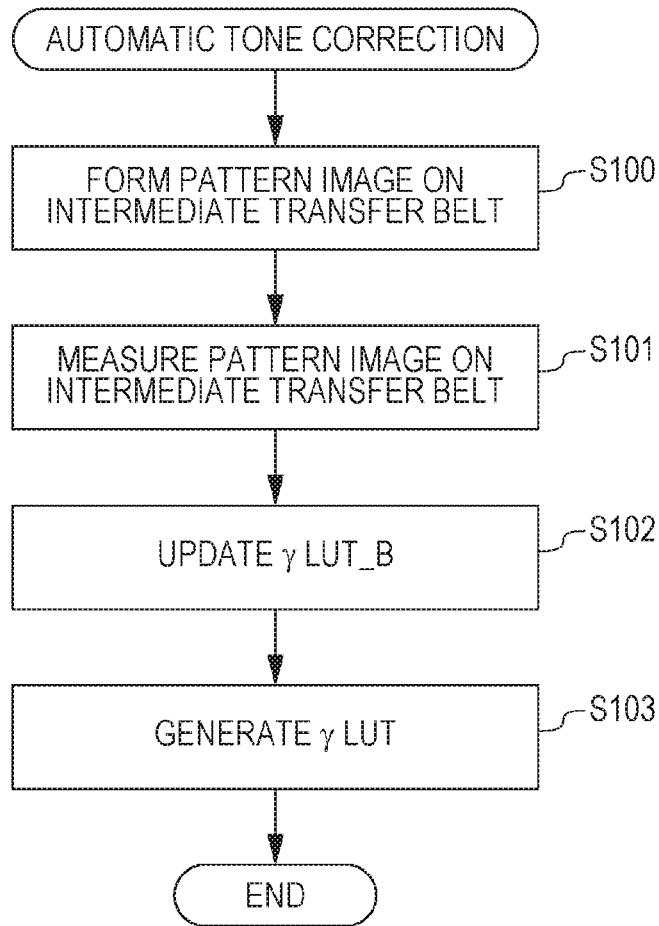 AUTOMATIC TONE CORRECTION
FORM PATTERN IMAGE ON
INTERMEDIATE TRANSFER BELT
S100
MEASURE PATTERN IMAGE ON
INTERMEDIATE TRANSFER BELT
S101
UPDATE γ LUT_B
S102
GENERATE γ LUT
S103
END